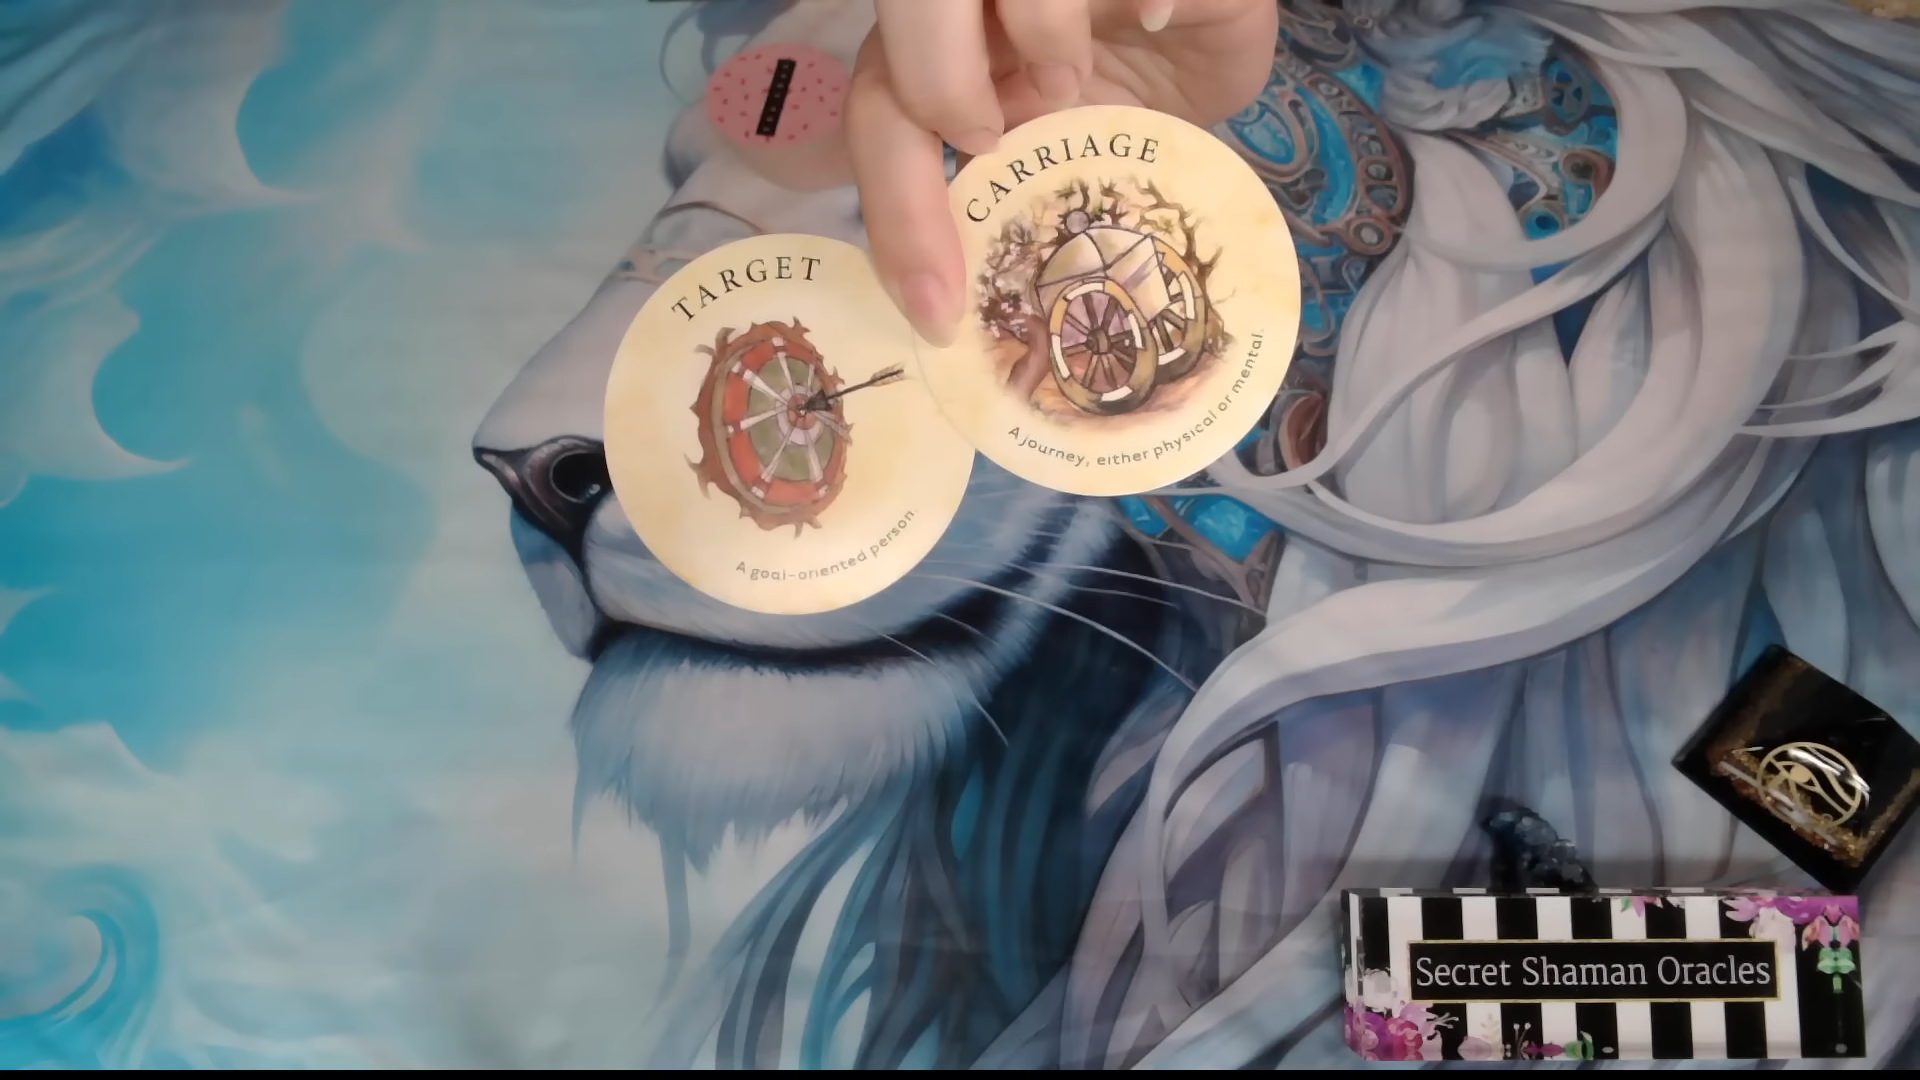 CARRIAGE
A journey, either physical or mental.
TARGET
A goal-oriented person
Secret Shaman Oracles